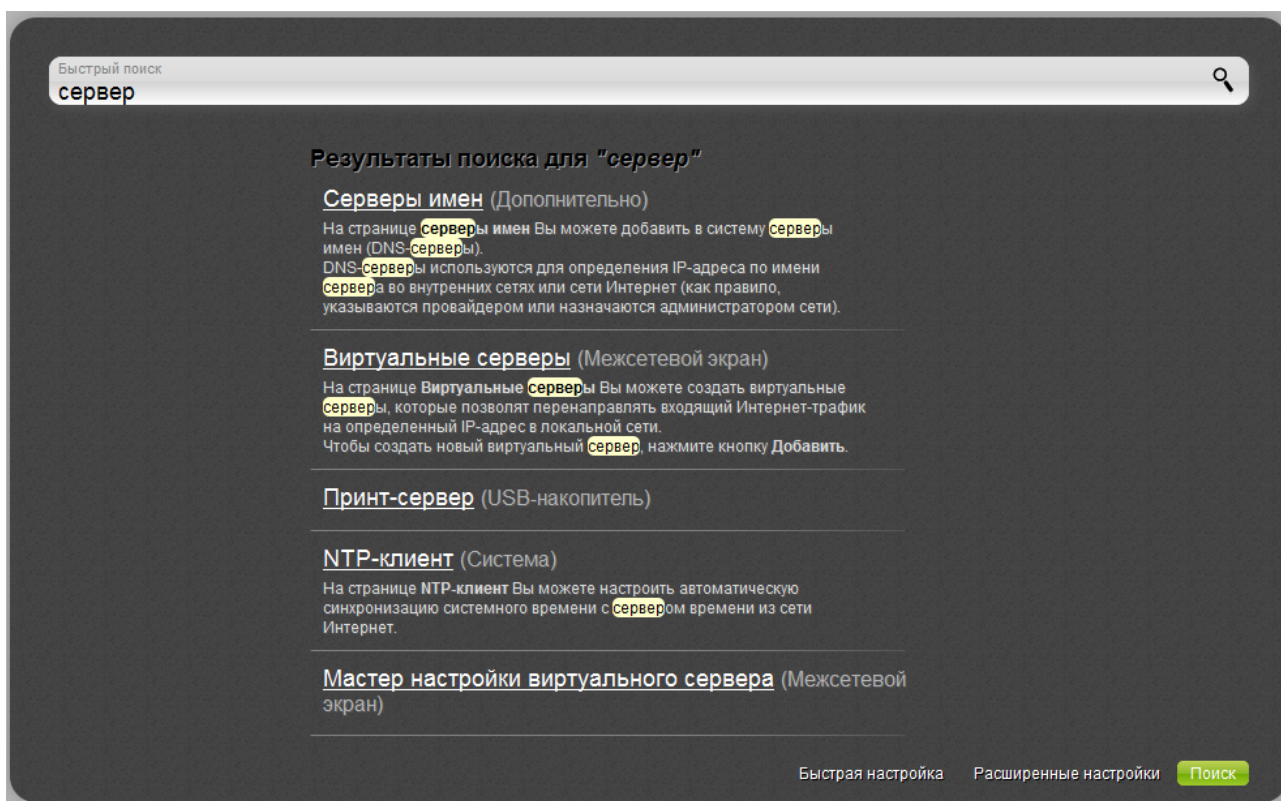 Быстрый поиск
сервер
Результаты поиска для "сервер"
Серверы имен (Дополнительно)
На странице серверы имен Вы можете добавить в систему серверы
имен (DNS-серверы).
DNS-серверы используются для определения IP-адреса по имени
сервера во внутренних сетях или сети Интернет (как правило,
указываются провайдером или назначаются администратором сети).
Виртуальные серверы (Межсетевой экран)
На странице Виртуальные серверы Вы можете создать виртуальные
серверы, которые позволят перенаправлять входящий Интернет-трафик
на определенный IP-адрес в локальной сети.
Чтобы создать новый виртуальный сервер, нажмите кнопку Добавить.
Принт-сервер (USB-накопитель)
NTP-клиент (Система)
На странице NTP-клиент Вы можете настроить автоматическую
синхронизацию системного времени с сервером времени из сети
Интернет.
Мастер настройки виртуального сервера (Межсетевой
экран)
Быстрая настройка Расширенные настройки Поиск